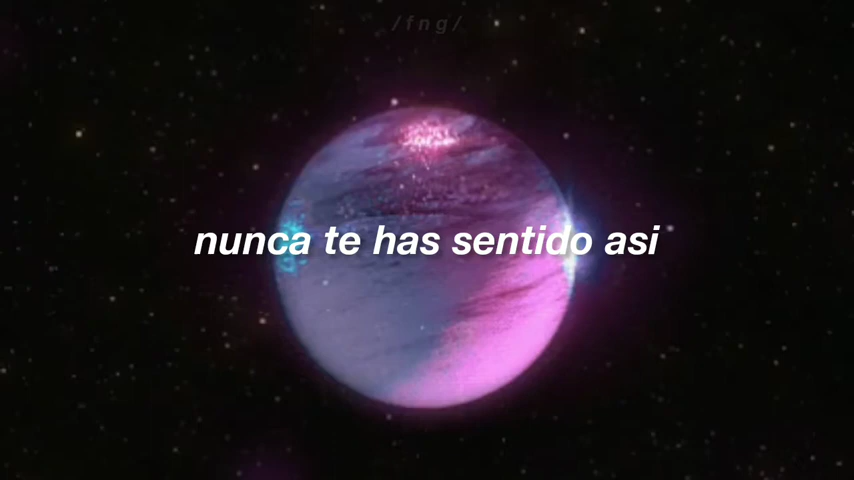 /fng/
nunca te has sentido asi